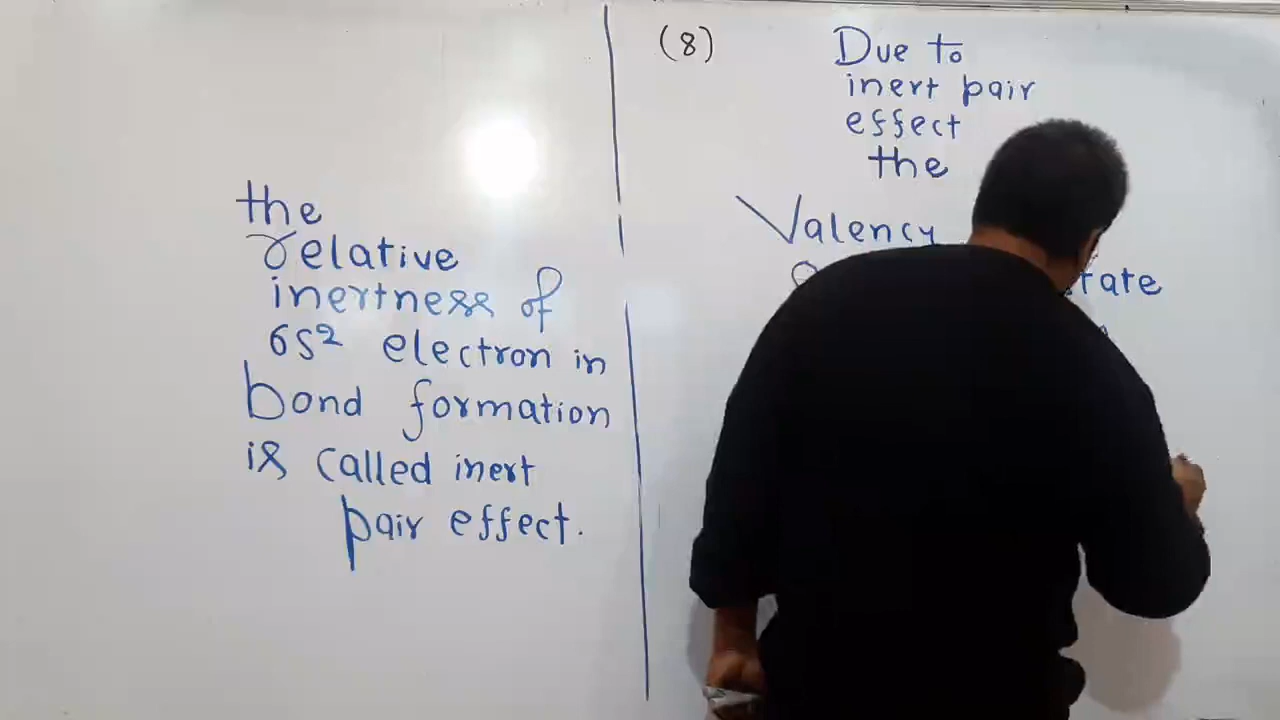 the
relative
inertness of
6s² electron in
bond formation
is called inert
pair effect.
(8)
Due to
inert pair
effect
the
Valency